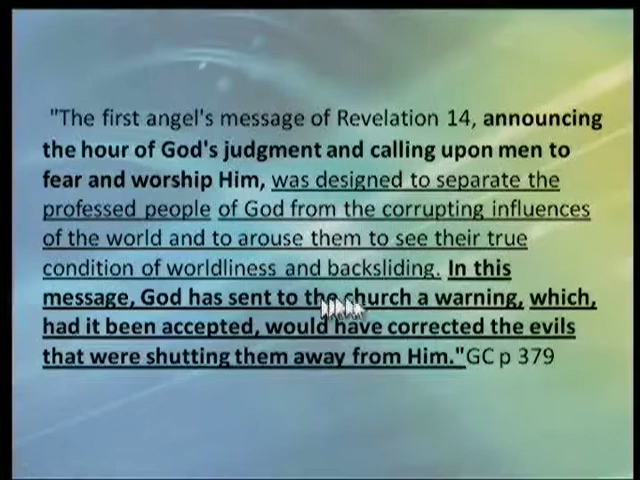 "The first angel's message of Revelation 14, announcing
the hour of God's judgment and calling upon men to
fear and worship Him, was designed to separate the
professed people of God from the corrupting influences
of the world and to arouse them to see their true
condition of worldliness and backsliding. In this
message, God has sent to the church a warning, which,
had it been accepted, would have corrected the evils
that were shutting them away from Him."GC p 379